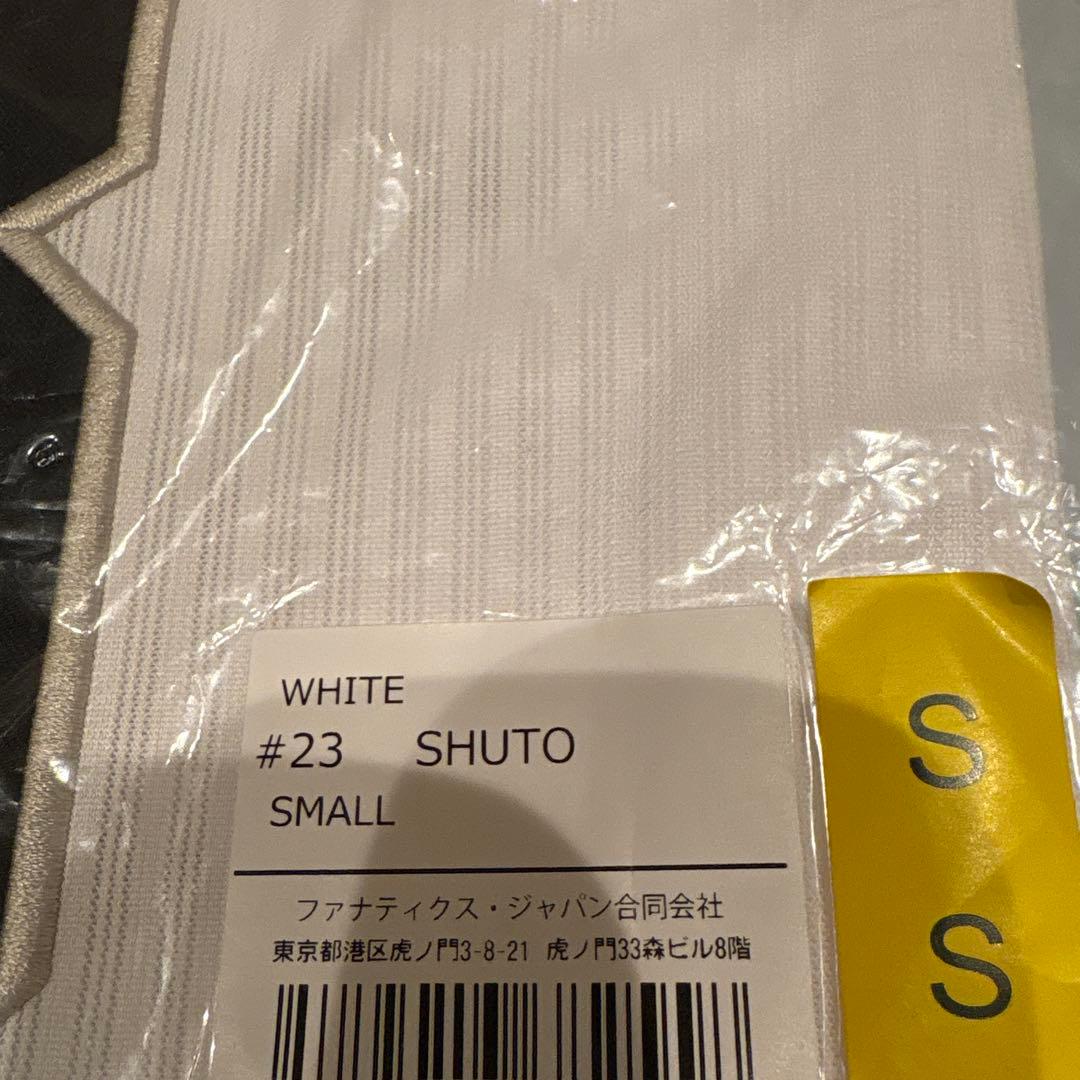 WHITE
#23 SHUTO
SMALL
ファナティクス・ジャパン合同会社
東京都港区虎ノ門3-8-21 虎ノ門33森ビル8階
S
S